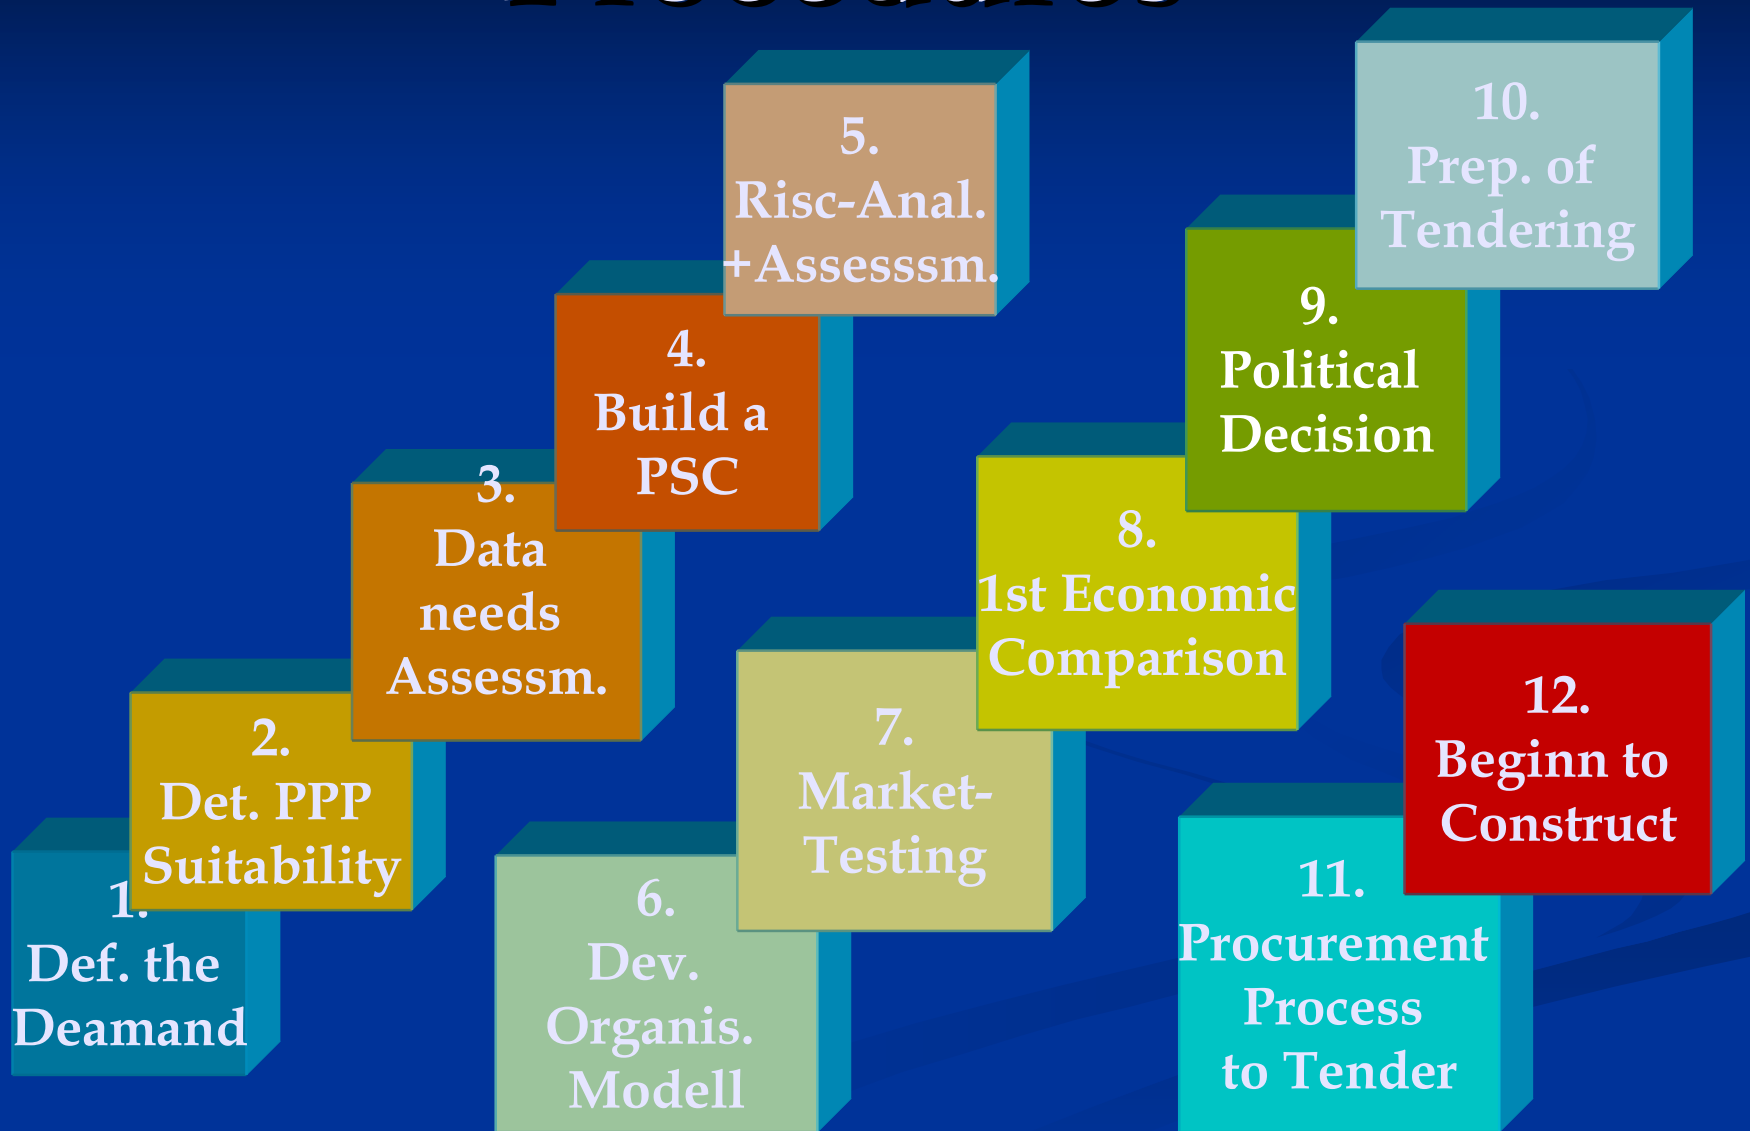 Procedures
1.
Def. the
Deamand
2.
Det. PPP
Suitability
3.
Data
needs
Assessm.
4.
Build a
PSC
5.
Risc-Anal.
+Assesssm.
6.
Dev.
Organis.
Modell
7.
Market-
Testing
8.
1st Economic
Comparison
9.
Political
Decision
10.
Prep. of
Tendering
11.
Procurement
Process
to Tender
12.
Beginn to
Construct